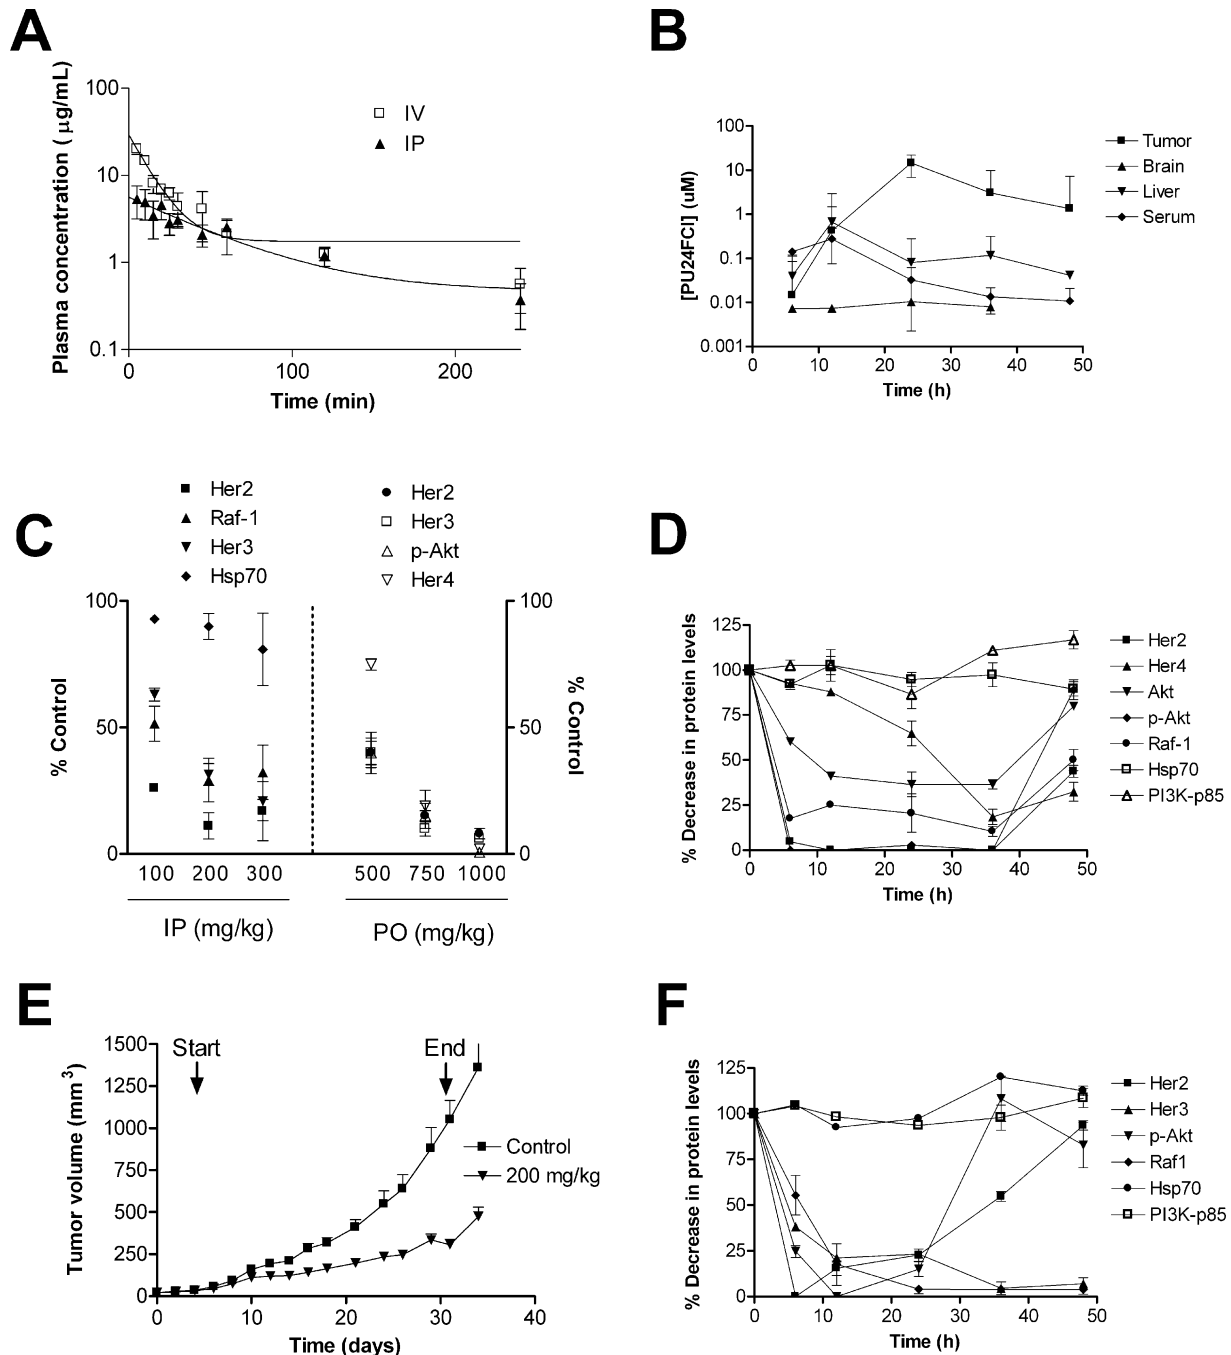 A
Plasma concentration ( µg/mL)
100
10
1
0.1
0
100
200
Time (min)
IV
IP
B
[PU24FCl] (uM)
100
10
1
0.1
0.01
0.001
0
10
20
30
40
50
Time (h)
Tumor
Brain
Liver
Serum
C
Her2
Raf-1
Her3
Hsp70
Her2
Her3
p-Akt
Her4
% Control
100
50
0
100
50
0
% Control
100 200 300
500 750 1000
IP (mg/kg)
PO (mg/kg)
D
% Decrease in protein levels
125
100
75
50
25
0
0
10
20
30
40
50
Time (h)
Her2
Her4
Akt
p-Akt
Raf-1
Hsp70
PI3K-p85
E
Tumor volume (mm³)
1500
1250
1000
750
500
250
0
Start
End
Control
200 mg/kg
0
10
20
30
40
Time (days)
F
% Decrease in protein levels
125
100
75
50
25
0
0
10
20
30
40
50
Time (h)
Her2
Her3
p-Akt
Raf1
Hsp70
PI3K-p85